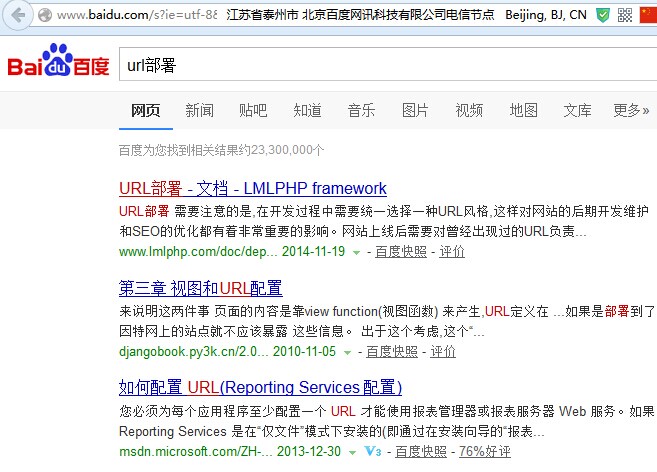 www.baidu.com/s?ie=utf-8& 江苏省泰州市 北京百度网讯科技有限公司电信节点 Beijing, BJ, CN
Bai du 百度
url部署
网页 新闻 贴吧 知道 音乐 图片 视频 地图 文库 更多»
百度为您找到相关结果约23,300,000个
URL部署 - 文档 - LMLPHP framework
URL部署 需要注意的是,在开发过程中需要统一选择一种URL风格,这样对网站的后期开发维护
和SEO的优化都有着非常重要的影响。网站上线后需要对曾经出现过的URL负责...
www.lmlphp.com/doc/dep... 2014-11-19 - 百度快照 - 评价
第三章 视图和URL配置
来说明这两件事 页面的内容是靠view function(视图函数) 来产生,URL定义在 ...如果是部署到了
因特网上的站点就不应该暴露 这些信息。 出于这个考虑,这个“...
djangobook.py3k.cn/2.0... 2010-11-05 - 百度快照 - 评价
如何配置 URL(Reporting Services 配置)
您必须为每个应用程序至少配置一个 URL 才能使用报表管理器或报表服务器 Web 服务。如果
Reporting Services 是在“仅文件”模式下安装的(即通过在安装向导的“报表...
msdn.microsoft.com/ZH-... 2013-12-30 V3 - 百度快照 - 76%好评